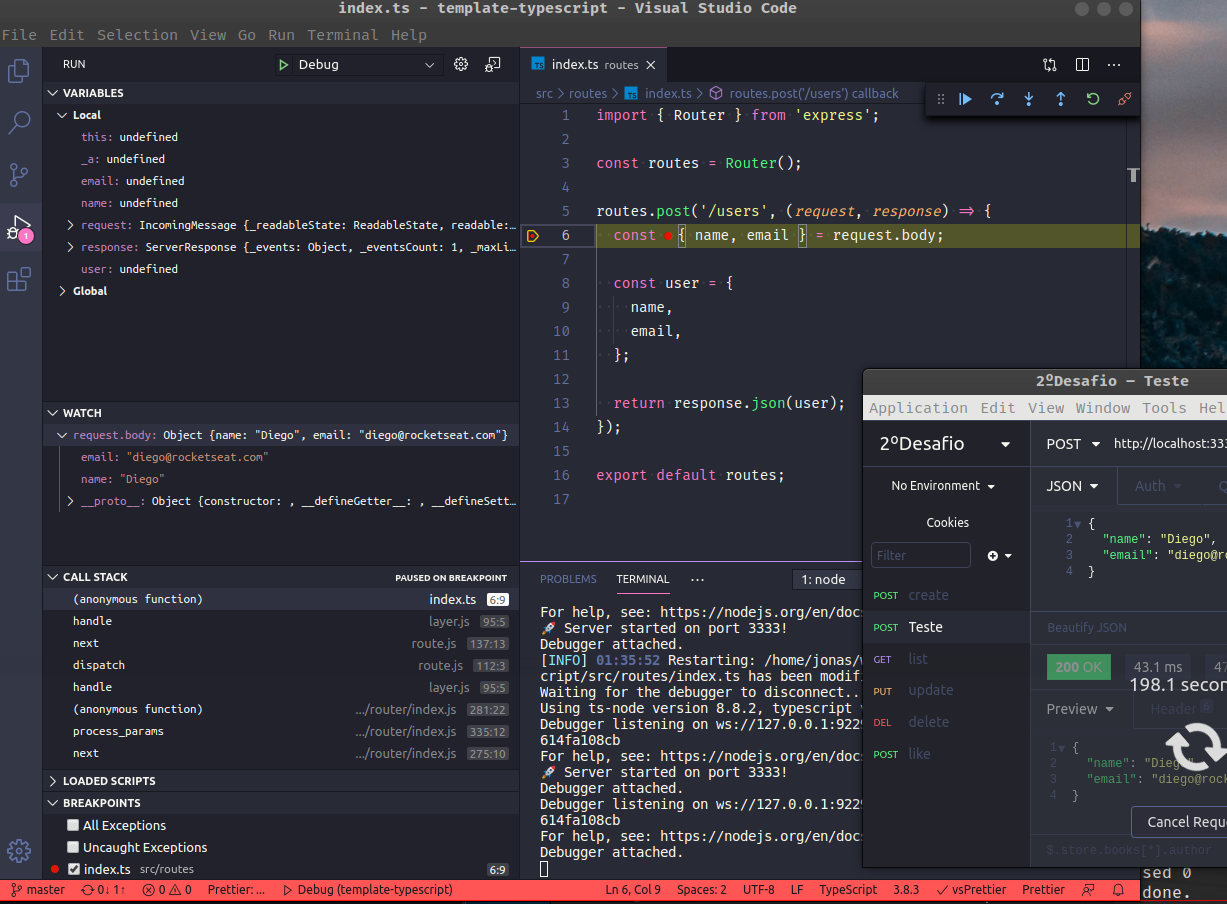 index.ts - template-typescript - Visual Studio Code
File Edit Selection View Go Run Terminal Help
RUN
Debug
VARIABLES
Local
this: undefined
_a: undefined
email: undefined
name: undefined
request: IncomingMessage {_readableState: ReadableState, readable:…
response: ServerResponse {_events: Object, _eventsCount: 1, _maxLi…
user: undefined
Global
1
WATCH
request.body: Object {name: "Diego", email: "diego@rocketseat.com"}
email: "diego@rocketseat.com"
name: "Diego"
__proto__: Object {constructor: , __defineGetter__: , __defineSett…
CALL STACK PAUSED ON BREAKPOINT
(anonymous function) index.ts 6:9
handle layer.js 95:5
next route.js 137:13
dispatch route.js 112:3
handle layer.js 95:5
(anonymous function) …/router/index.js 281:22
process_params …/router/index.js 335:12
next …/router/index.js 275:10
LOADED SCRIPTS
BREAKPOINTS
All Exceptions
Uncaught Exceptions
index.ts src/routes 6:9
TS index.ts routes
src > routes > TS index.ts > routes.post('/users') callback
1 import { Router } from 'express';
2
3 const routes = Router();
4
5 routes.post('/users', (request, response) => {
6 const { name, email } = request.body;
7
8 const user = {
9 name,
10 email,
11 };
12
13 return response.json(user);
14 });
15
16 export default routes;
17
PROBLEMS TERMINAL ··· 1: node
For help, see: https://nodejs.org/en/docs
🚀 Server started on port 3333!
Debugger attached.
[INFO] 01:35:52 Restarting: /home/jonas/
cript/src/routes/index.ts has been modifi
Waiting for the debugger to disconnect..
Using ts-node version 8.8.2, typescript
Debugger listening on ws://127.0.0.1:9229
614fa108cb
For help, see: https://nodejs.org/en/docs
🚀 Server started on port 3333!
Debugger attached.
Debugger listening on ws://127.0.0.1:9229
614fa108cb
For help, see: https://nodejs.org/en/docs
Debugger attached.
2ºDesafio – Teste
Application Edit View Window Tools Hel
2ºDesafio
POST http://localhost:333
No Environment
JSON Auth Q
Cookies
Filter
1 {
2 "name": "Diego",
3 "email": "diego@r
4 }
POST create
POST Teste
GET list
PUT update
DEL delete
POST like
Beautify JSON
200 OK 43.1 ms 47
198.1 secon
Preview Header 6
1 {
2 "name": "Dieg
3 "email": "diego@rock
4 }
Cancel Reque
$.store.books[*].author
sed 0
done.
master 0↓ 1↑ 0 0 Prettier: … Debug (template-typescript) Ln 6, Col 9 Spaces: 2 UTF-8 LF TypeScript 3.8.3 vsPrettier Prettier